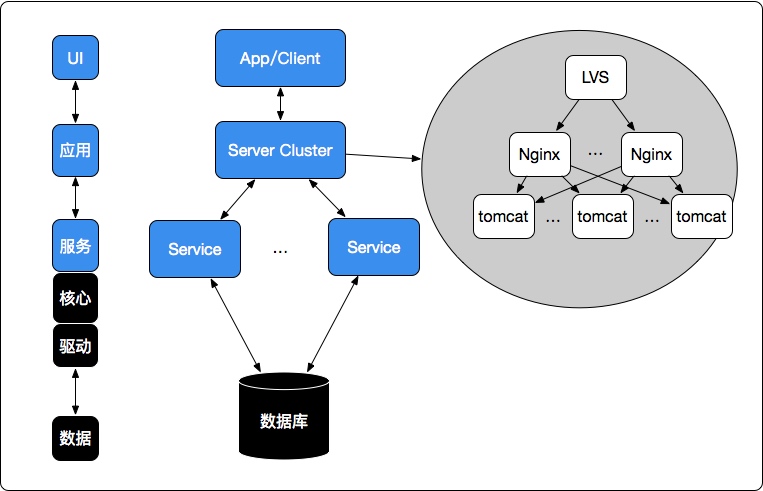 UI
应用
服务
核心
驱动
数据
App/Client
Server Cluster
Service ... Service
数据库
LVS
Nginx ... Nginx
tomcat ... tomcat ... tomcat